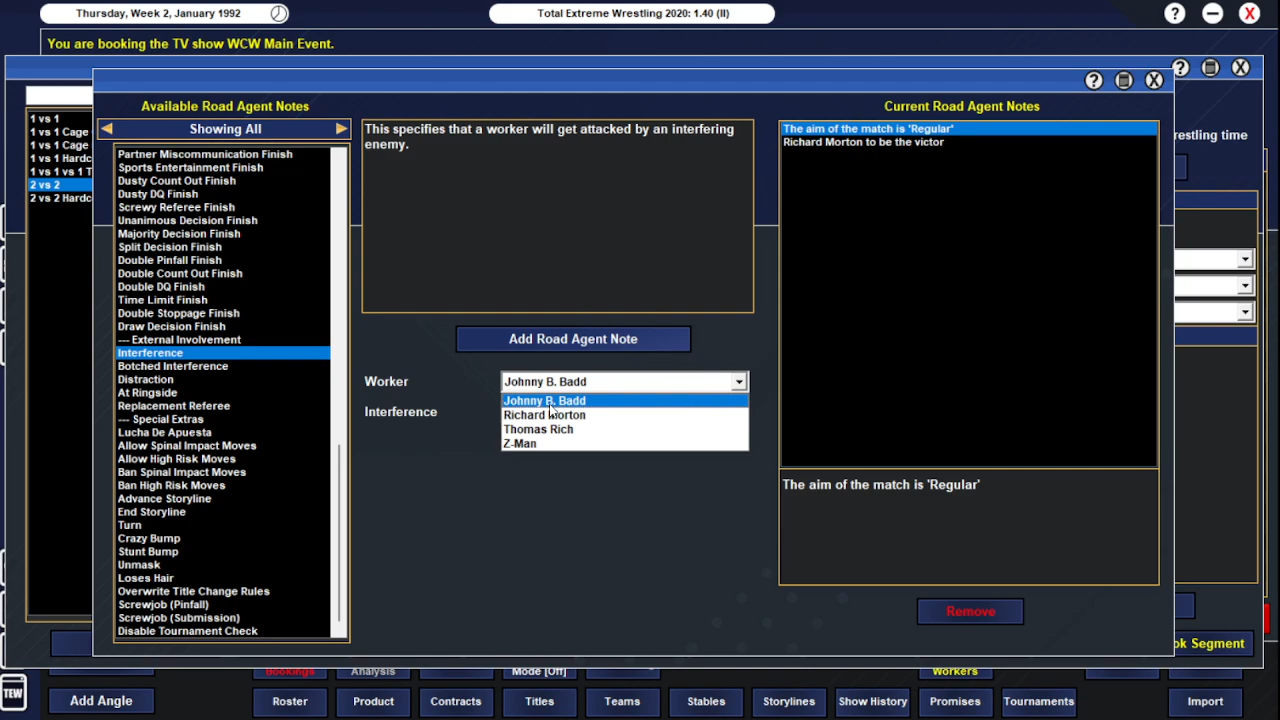 Thursday, Week 2, January 1992
Total Extreme Wrestling 2020: 1.40 (II)
?
X
You are booking the TV show WCW Main Event.
?
X
?
X
Available Road Agent Notes
Current Road Agent Notes
Showing All
1 vs 1
1 vs 1 Cage
1 vs 1 Cage
1 vs 1 Hardc
1 vs 1 vs 1 T
2 vs 2
2 vs 2 Hardc
Partner Miscommunication Finish
Sports Entertainment Finish
Dusty Count Out Finish
Dusty DQ Finish
Screwy Referee Finish
Unanimous Decision Finish
Majority Decision Finish
Split Decision Finish
Double Pinfall Finish
Double Count Out Finish
Double DQ Finish
Time Limit Finish
Double Stoppage Finish
Draw Decision Finish
--- External Involvement
Interference
Botched Interference
Distraction
At Ringside
Replacement Referee
--- Special Extras
Lucha De Apuesta
Allow Spinal Impact Moves
Allow High Risk Moves
Ban Spinal Impact Moves
Ban High Risk Moves
Advance Storyline
End Storyline
Turn
Crazy Bump
Stunt Bump
Unmask
Loses Hair
Overwrite Title Change Rules
Screwjob (Pinfall)
Screwjob (Submission)
Disable Tournament Check
This specifies that a worker will get attacked by an interfering
enemy.
Add Road Agent Note
Worker
Johnny B. Badd
Interference
Johnny B. Badd
Richard Morton
Thomas Rich
Z-Man
The aim of the match is 'Regular'
Richard Morton to be the victor
The aim of the match is 'Regular'
Remove
restling time
ok Segment
Bookings
Analysis
Mode [Off]
Workers
TEW
Add Angle
Roster
Product
Contracts
Titles
Teams
Stables
Storylines
Show History
Promises
Tournaments
Import